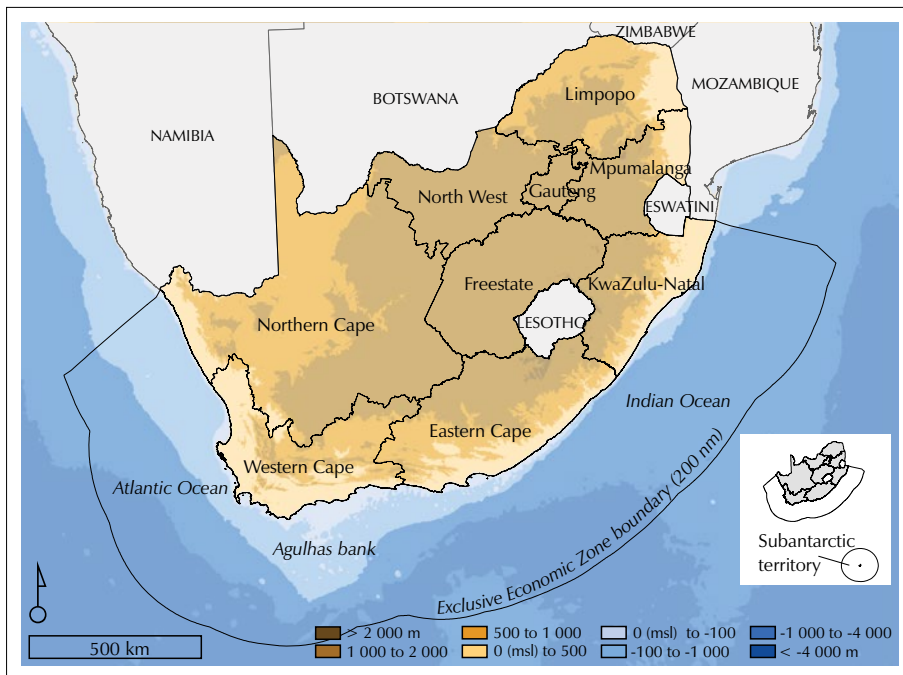 ZIMBABWE
MOZAMBIQUE
BOTSWANA
Limpopo
NAMIBIA
Mpumalanga
North West
Gauteng
ESWATINI
Freestate
KwaZulu-Natal
LESOTHO
Northern Cape
Indian Ocean
Eastern Cape
Western Cape
Atlantic Ocean
Agulhas bank
Exclusive Economic Zone boundary (200 nm)
Subantarctic
territory
500 km
> 2 000 m
1 000 to 2 000
500 to 1 000
0 (msl) to 500
0 (msl) to -100
-100 to -1 000
-1 000 to -4 000
< -4 000 m